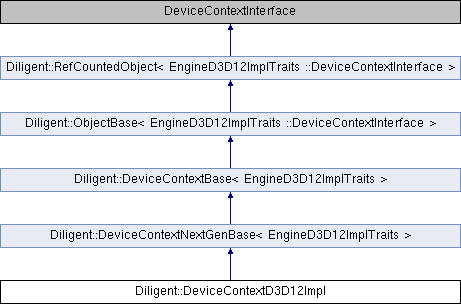 DeviceContextInterface
Diligent::RefCountedObject< EngineD3D12ImplTraits ::DeviceContextInterface >
Diligent::ObjectBase< EngineD3D12ImplTraits ::DeviceContextInterface >
Diligent::DeviceContextBase< EngineD3D12ImplTraits >
Diligent::DeviceContextNextGenBase< EngineD3D12ImplTraits >
Diligent::DeviceContextD3D12Impl